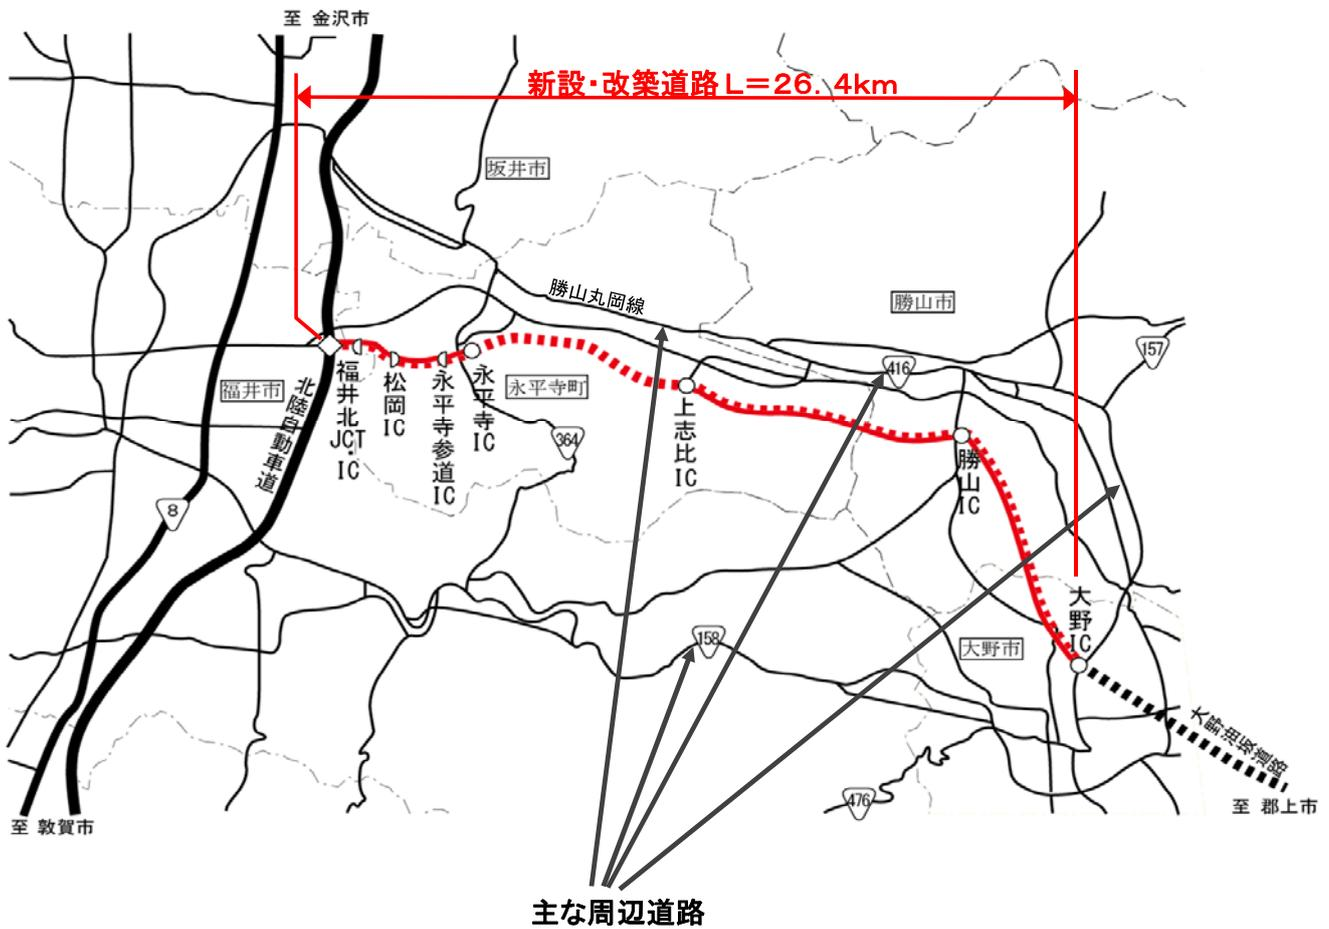 至 金沢市
新設・改築道路L=26．4km
坂井市
勝山丸岡線
勝山市
157
416
福井市
北陸自動車道
福井北JCT・IC
松岡IC
永平寺参道IC
永平寺IC
永平寺町
364
上志比IC
勝山IC
8
大野IC
158
大野市
大野油坂道路
476
至 郡上市
至 敦賀市
主な周辺道路